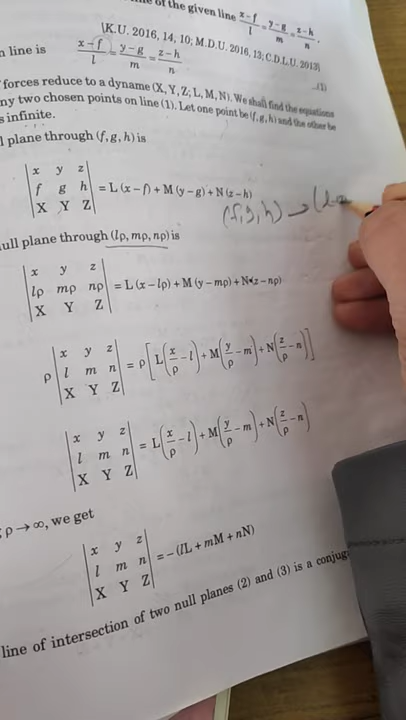 of the given line x−f/l = y−g/m = z−h/n .
[K.U. 2016, 14, 10; M.D.U. 2016, 13; C.D.L.U. 2013]
line is x−f/l = y−g/m = z−h/n ...(1)
forces reduce to a dyname (X, Y, Z; L, M, N). We shall find the equations
any two chosen points on line (1). Let one point be (f, g, h) and the other be
infinite.
plane through (f, g, h) is
| x y z |
| f g h | = L (x−f) + M (y−g) + N (z−h)
| X Y Z |
(f, g, h) →
null plane through (lρ, mρ, nρ) is
| x y z |
| lρ mρ nρ | = L (x−lρ) + M (y−mρ) + N (z−nρ)
| X Y Z |
| x y z |
ρ | l m n | = ρ [ L (x/ρ − l) + M (y/ρ − m) + N (z/ρ − n) ]
| X Y Z |
| x y z |
| l m n | = L (x/ρ − l) + M (y/ρ − m) + N (z/ρ − n)
| X Y Z |
ρ → ∞, we get
| x y z |
| l m n | = − (lL + mM + nN)
| X Y Z |
line of intersection of two null planes (2) and (3) is a